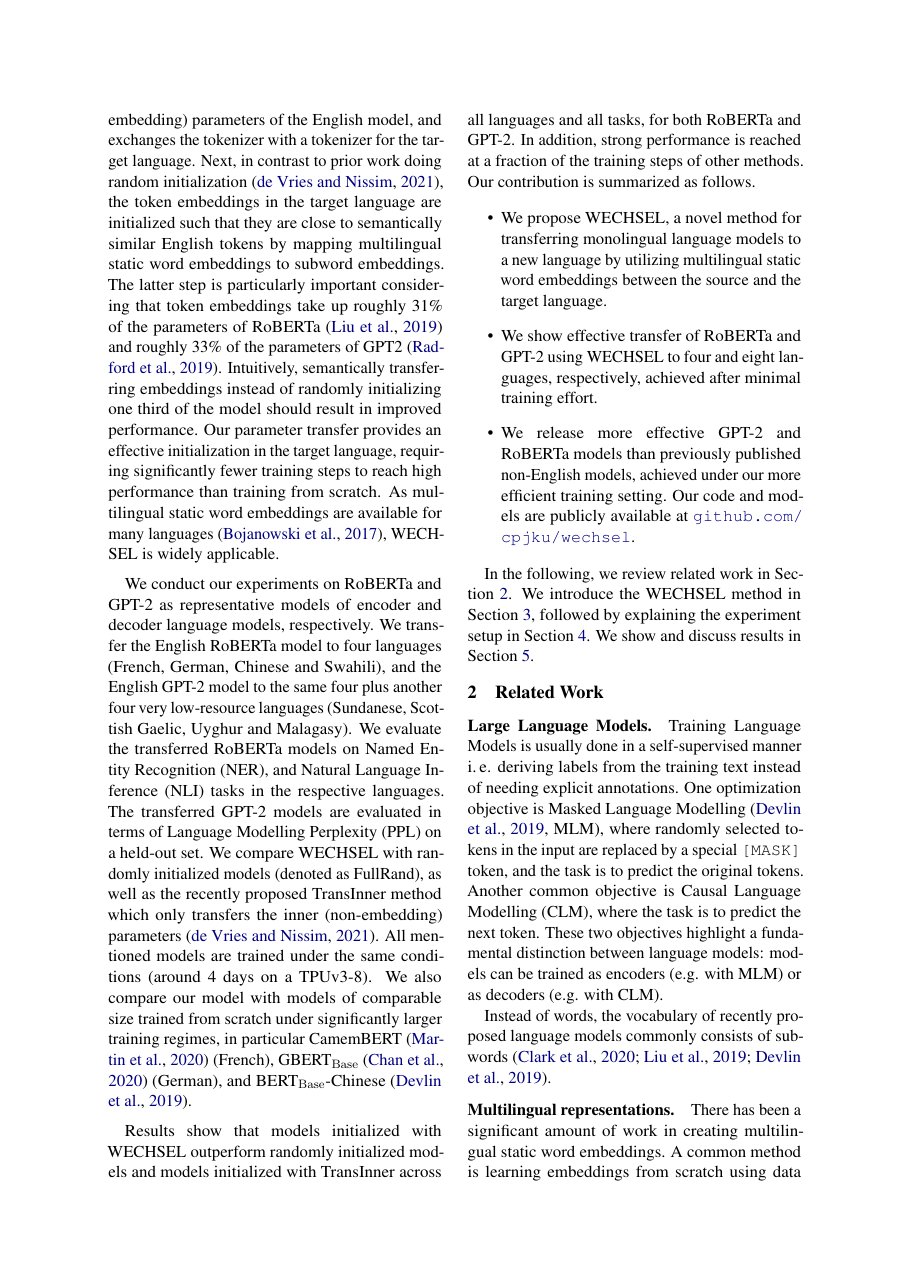 embedding) parameters of the English model, and
exchanges the tokenizer with a tokenizer for the tar-
get language. Next, in contrast to prior work doing
random initialization (de Vries and Nissim, 2021),
the token embeddings in the target language are
initialized such that they are close to semantically
similar English tokens by mapping multilingual
static word embeddings to subword embeddings.
The latter step is particularly important consider-
ing that token embeddings take up roughly 31%
of the parameters of RoBERTa (Liu et al., 2019)
and roughly 33% of the parameters of GPT2 (Rad-
ford et al., 2019). Intuitively, semantically transfer-
ring embeddings instead of randomly initializing
one third of the model should result in improved
performance. Our parameter transfer provides an
effective initialization in the target language, requir-
ing significantly fewer training steps to reach high
performance than training from scratch. As mul-
tilingual static word embeddings are available for
many languages (Bojanowski et al., 2017), WECH-
SEL is widely applicable.
We conduct our experiments on RoBERTa and
GPT-2 as representative models of encoder and
decoder language models, respectively. We trans-
fer the English RoBERTa model to four languages
(French, German, Chinese and Swahili), and the
English GPT-2 model to the same four plus another
four very low-resource languages (Sundanese, Scot-
tish Gaelic, Uyghur and Malagasy). We evaluate
the transferred RoBERTa models on Named En-
tity Recognition (NER), and Natural Language In-
ference (NLI) tasks in the respective languages.
The transferred GPT-2 models are evaluated in
terms of Language Modelling Perplexity (PPL) on
a held-out set. We compare WECHSEL with ran-
domly initialized models (denoted as FullRand), as
well as the recently proposed TransInner method
which only transfers the inner (non-embedding)
parameters (de Vries and Nissim, 2021). All men-
tioned models are trained under the same condi-
tions (around 4 days on a TPUv3-8). We also
compare our model with models of comparable
size trained from scratch under significantly larger
training regimes, in particular CamemBERT (Mar-
tin et al., 2020) (French), GBERTBase (Chan et al.,
2020) (German), and BERTBase-Chinese (Devlin
et al., 2019).
Results show that models initialized with
WECHSEL outperform randomly initialized mod-
els and models initialized with TransInner across
all languages and all tasks, for both RoBERTa and
GPT-2. In addition, strong performance is reached
at a fraction of the training steps of other methods.
Our contribution is summarized as follows.
• We propose WECHSEL, a novel method for
transferring monolingual language models to
a new language by utilizing multilingual static
word embeddings between the source and the
target language.
• We show effective transfer of RoBERTa and
GPT-2 using WECHSEL to four and eight lan-
guages, respectively, achieved after minimal
training effort.
• We release more effective GPT-2 and
RoBERTa models than previously published
non-English models, achieved under our more
efficient training setting. Our code and mod-
els are publicly available at github.com/
cpjku/wechsel.
In the following, we review related work in Sec-
tion 2. We introduce the WECHSEL method in
Section 3, followed by explaining the experiment
setup in Section 4. We show and discuss results in
Section 5.
2 Related Work
Large Language Models. Training Language
Models is usually done in a self-supervised manner
i. e. deriving labels from the training text instead
of needing explicit annotations. One optimization
objective is Masked Language Modelling (Devlin
et al., 2019, MLM), where randomly selected to-
kens in the input are replaced by a special [MASK]
token, and the task is to predict the original tokens.
Another common objective is Causal Language
Modelling (CLM), where the task is to predict the
next token. These two objectives highlight a funda-
mental distinction between language models: mod-
els can be trained as encoders (e.g. with MLM) or
as decoders (e.g. with CLM).
Instead of words, the vocabulary of recently pro-
posed language models commonly consists of sub-
words (Clark et al., 2020; Liu et al., 2019; Devlin
et al., 2019).
Multilingual representations. There has been a
significant amount of work in creating multilin-
gual static word embeddings. A common method
is learning embeddings from scratch using data